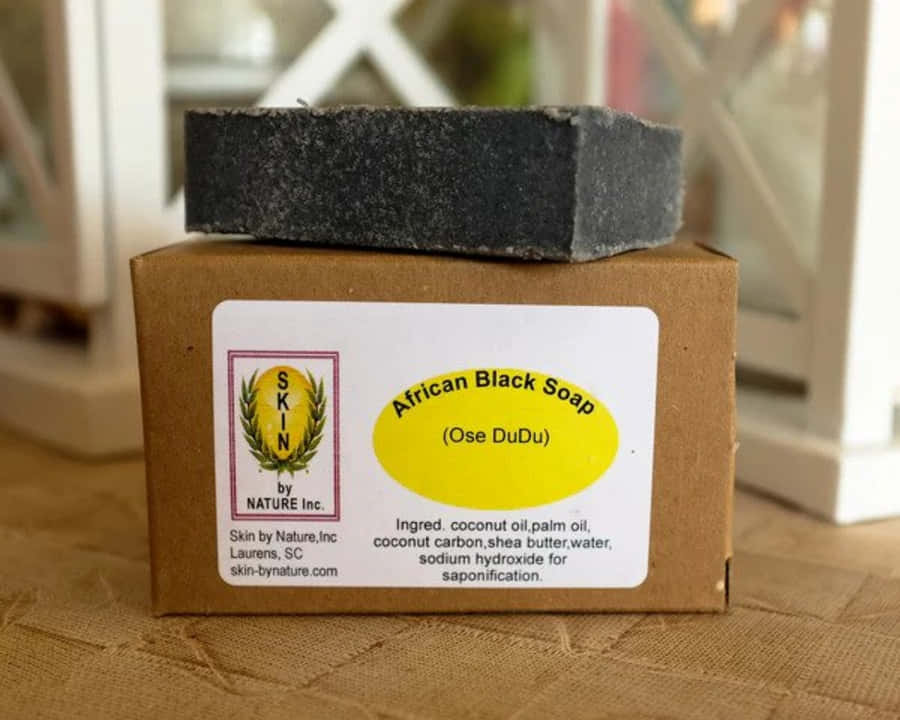 S
K
I
N
by
NATURE Inc.
Skin by Nature,Inc
Laurens, SC
skin-bynature.com
African Black Soap
(Ose DuDu)
Ingred. coconut oil,palm oil,
coconut carbon,shea butter,water,
sodium hydroxide for
saponification.